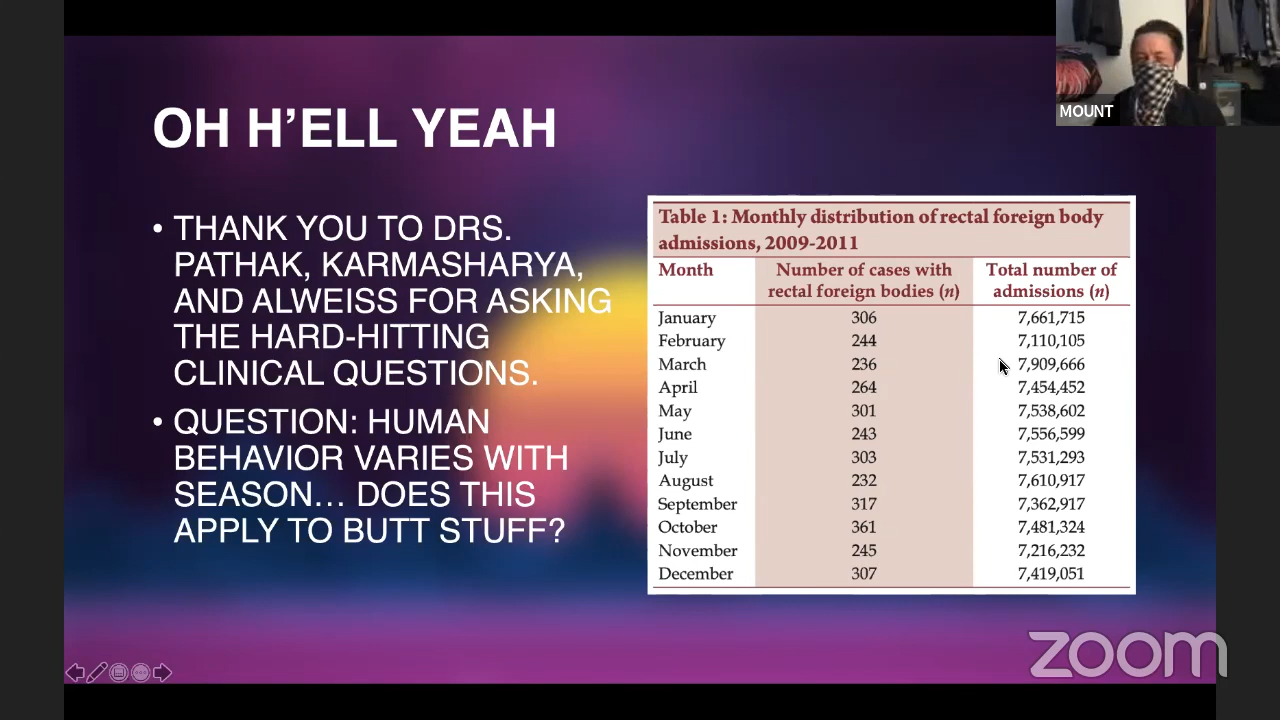 MOUNT
OH H'ELL YEAH
• THANK YOU TO DRS.
PATHAK, KARMASHARYA,
AND ALWEISS FOR ASKING
THE HARD-HITTING
CLINICAL QUESTIONS.
• QUESTION: HUMAN
BEHAVIOR VARIES WITH
SEASON... DOES THIS
APPLY TO BUTT STUFF?
Table 1: Monthly distribution of rectal foreign body
admissions, 2009-2011
Month Number of cases with Total number of
rectal foreign bodies (n) admissions (n)
January 306 7,661,715
February 244 7,110,105
March 236 7,909,666
April 264 7,454,452
May 301 7,538,602
June 243 7,556,599
July 303 7,531,293
August 232 7,610,917
September 317 7,362,917
October 361 7,481,324
November 245 7,216,232
December 307 7,419,051
zoom